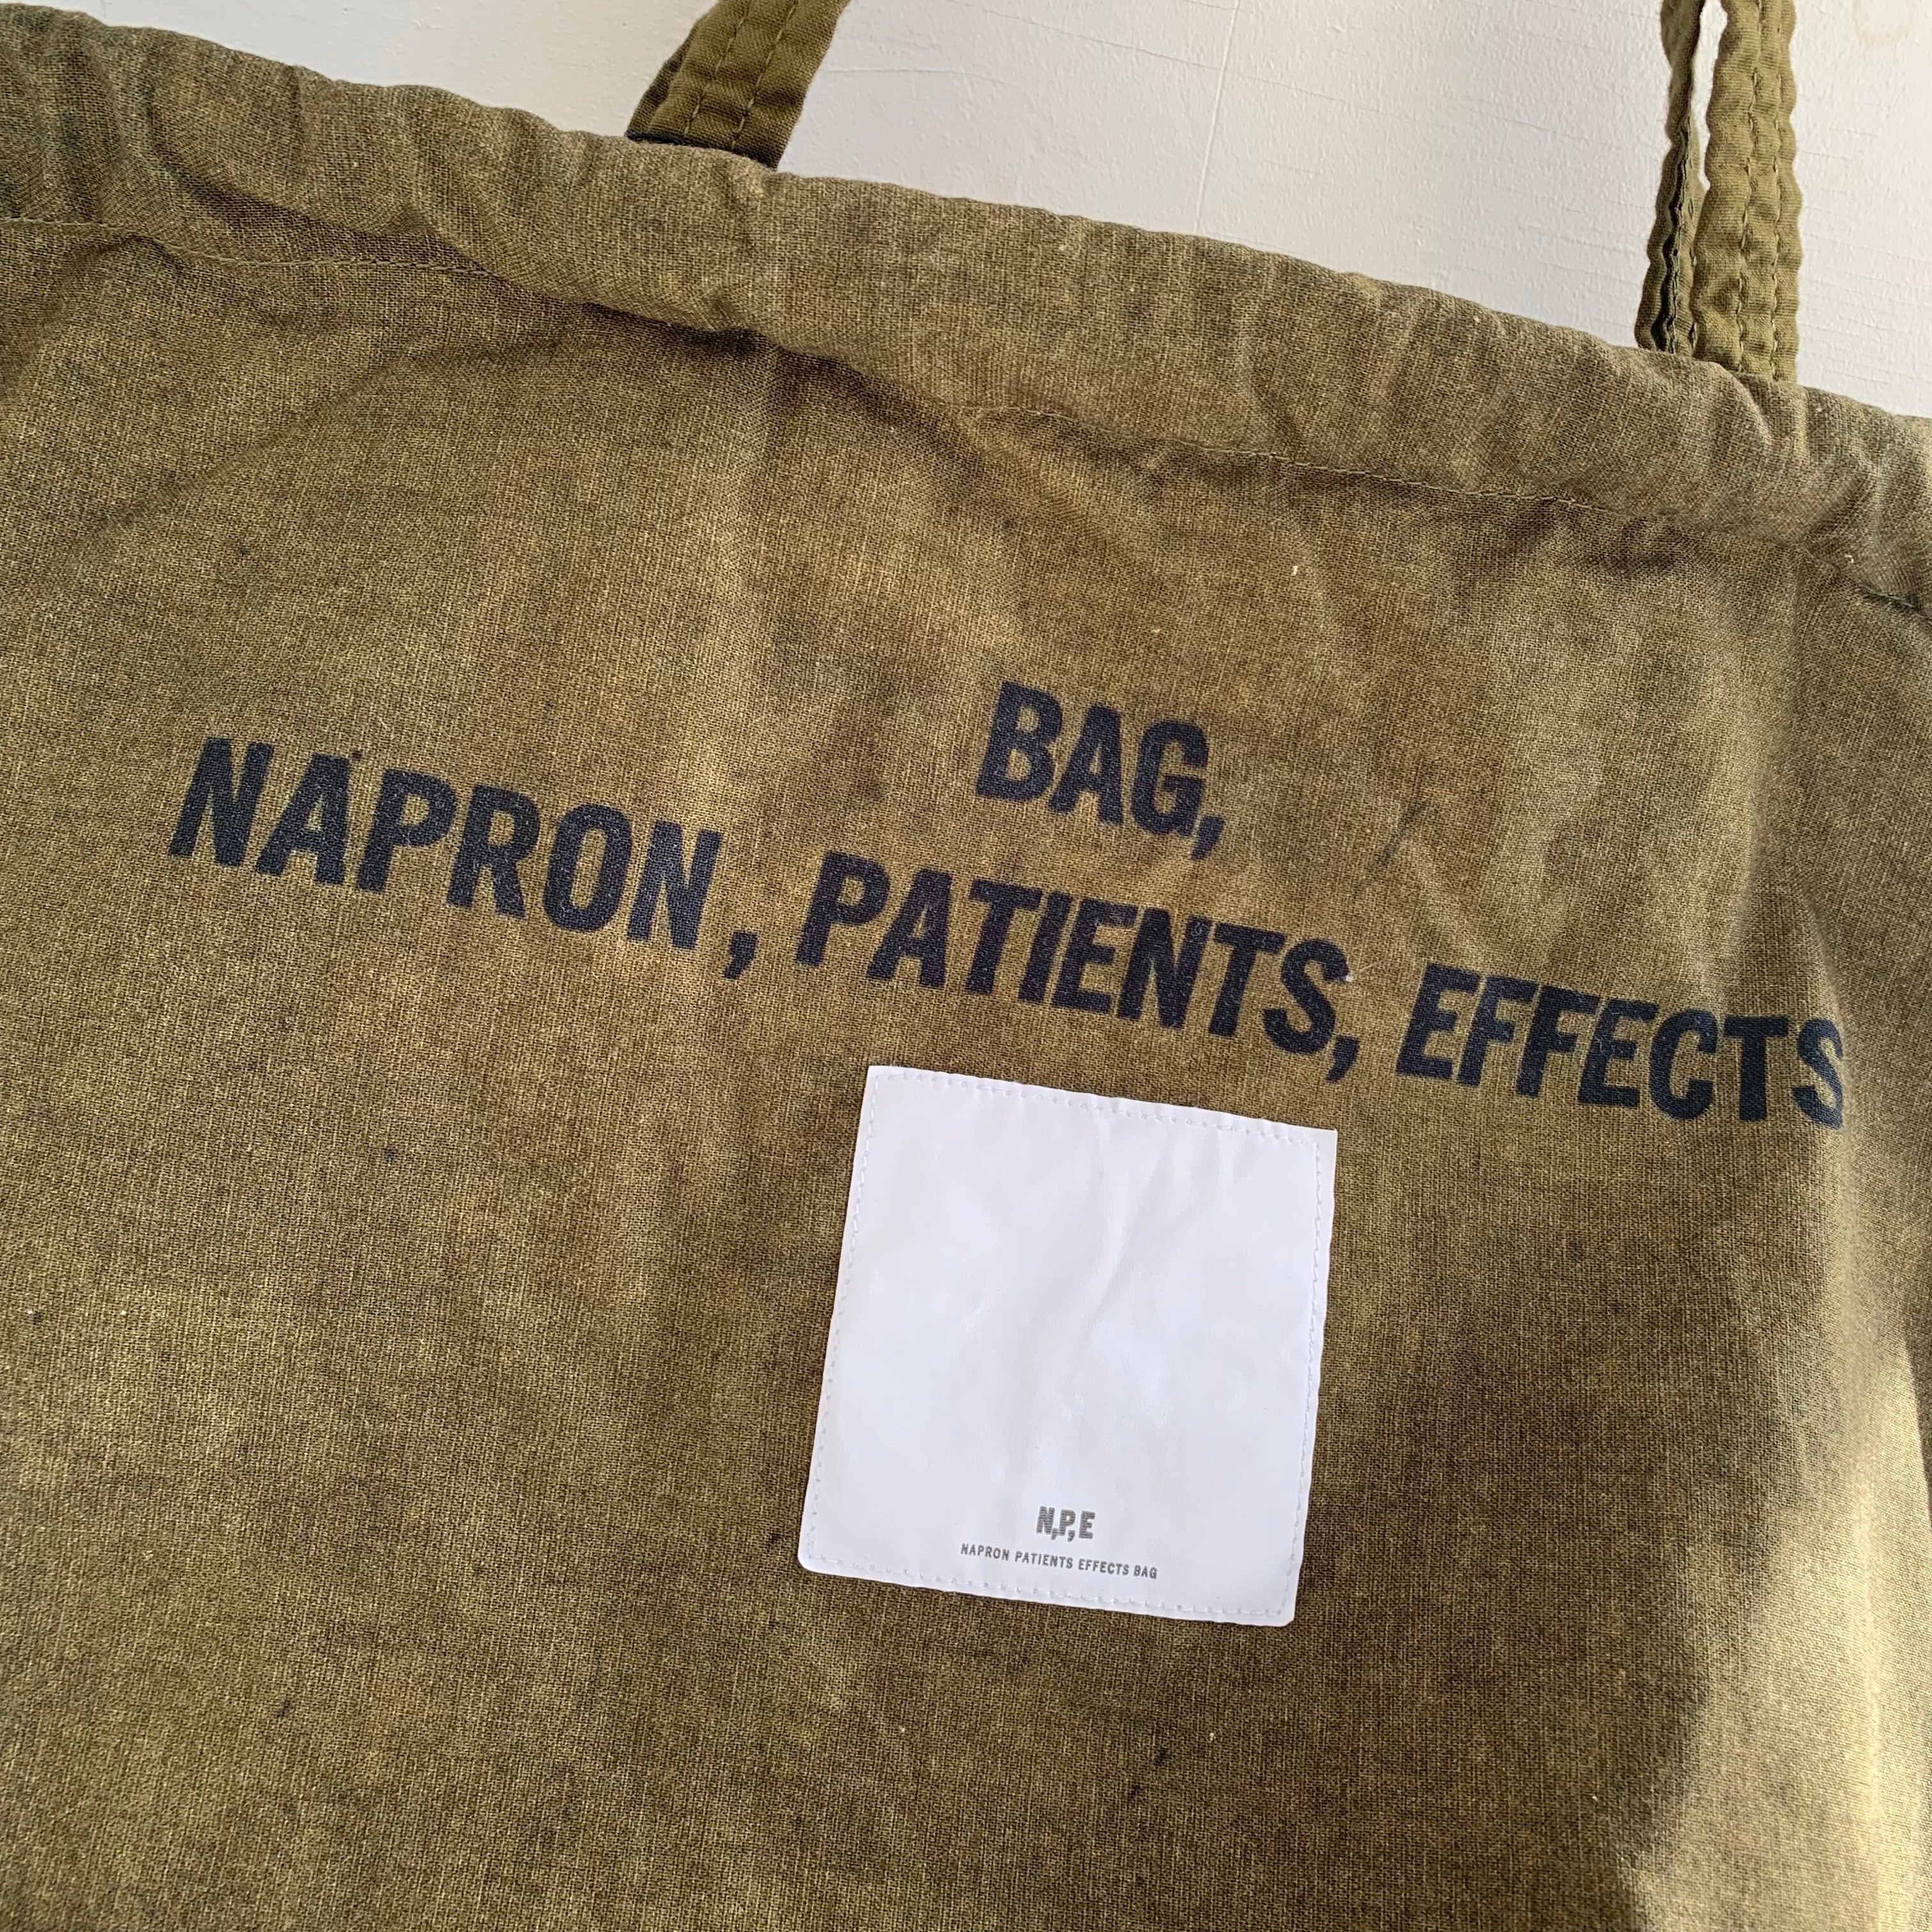 BAG,
NAPRON, PATIENTS, EFFECTS
N,P,E
NAPRON PATIENTS EFFECTS BAG